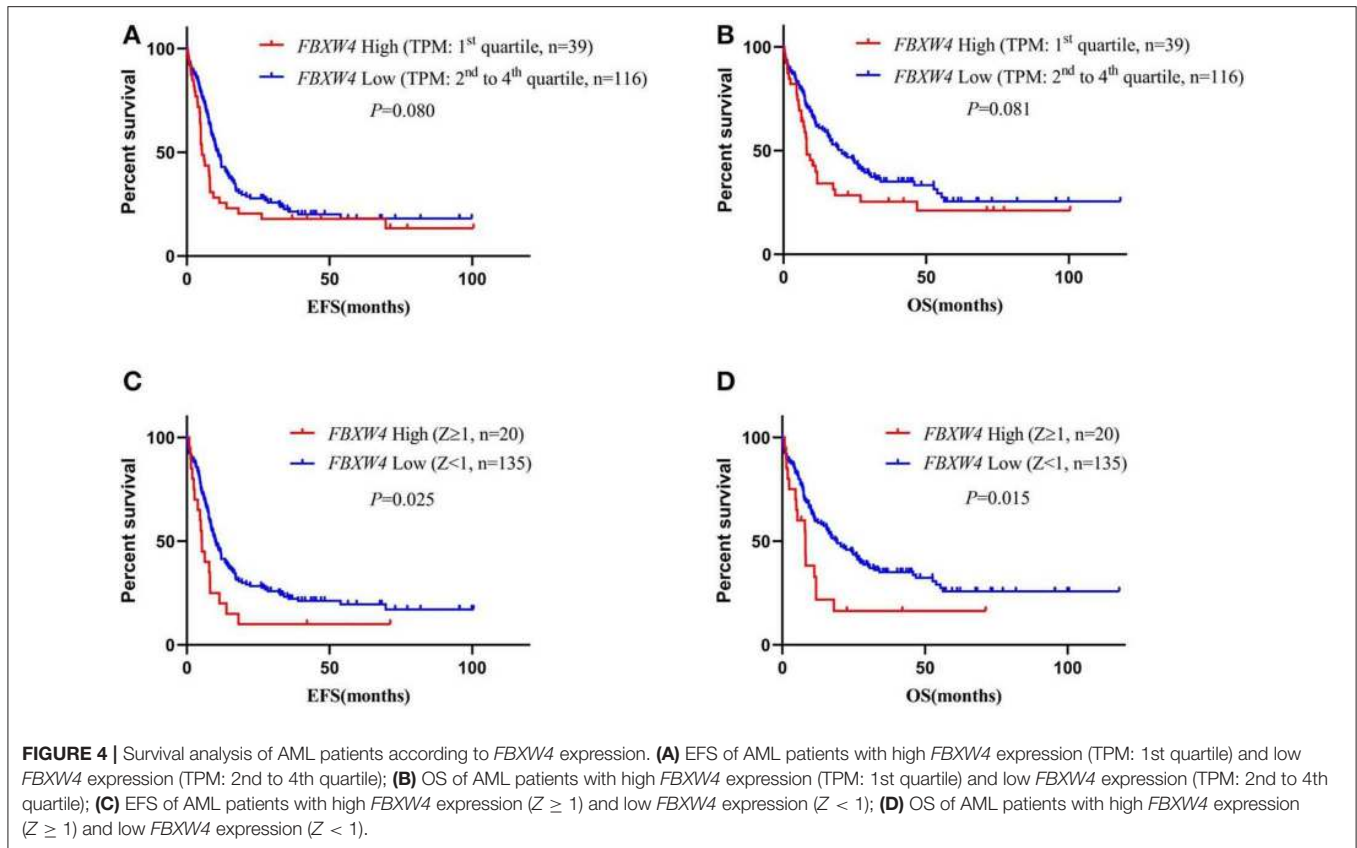 A
FBXW4 High (TPM: 1st quartile, n=39)
FBXW4 Low (TPM: 2nd to 4th quartile, n=116)
P=0.080
Percent survival
100
50
0
0 50 100
EFS(months)
B
FBXW4 High (TPM: 1st quartile, n=39)
FBXW4 Low (TPM: 2nd to 4th quartile, n=116)
P=0.081
Percent survival
100
50
0
0 50 100
OS(months)
C
FBXW4 High (Z≥1, n=20)
FBXW4 Low (Z<1, n=135)
P=0.025
Percent survival
100
50
0
0 50 100
EFS(months)
D
FBXW4 High (Z≥1, n=20)
FBXW4 Low (Z<1, n=135)
P=0.015
Percent survival
100
50
0
0 50 100
OS(months)
FIGURE 4 | Survival analysis of AML patients according to FBXW4 expression. (A) EFS of AML patients with high FBXW4 expression (TPM: 1st quartile) and low
FBXW4 expression (TPM: 2nd to 4th quartile); (B) OS of AML patients with high FBXW4 expression (TPM: 1st quartile) and low FBXW4 expression (TPM: 2nd to 4th
quartile); (C) EFS of AML patients with high FBXW4 expression (Z ≥ 1) and low FBXW4 expression (Z < 1); (D) OS of AML patients with high FBXW4 expression
(Z ≥ 1) and low FBXW4 expression (Z < 1).